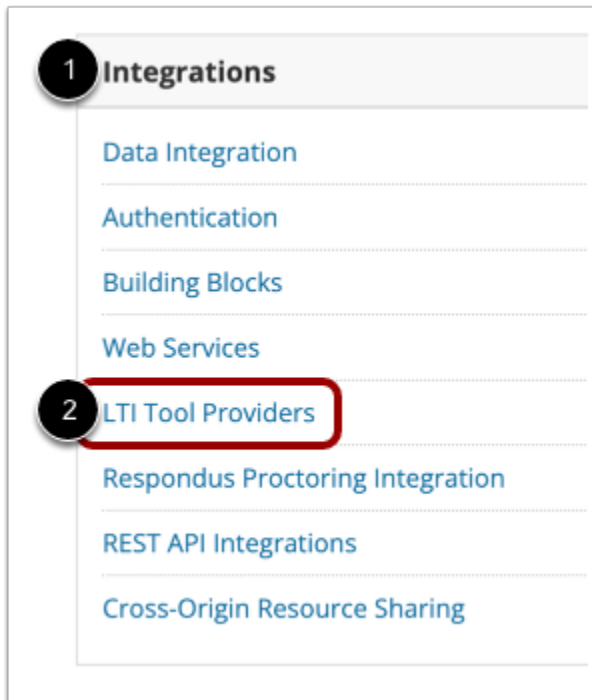 1 Integrations
Data Integration
Authentication
Building Blocks
Web Services
2 LTI Tool Providers
Respondus Proctoring Integration
REST API Integrations
Cross-Origin Resource Sharing